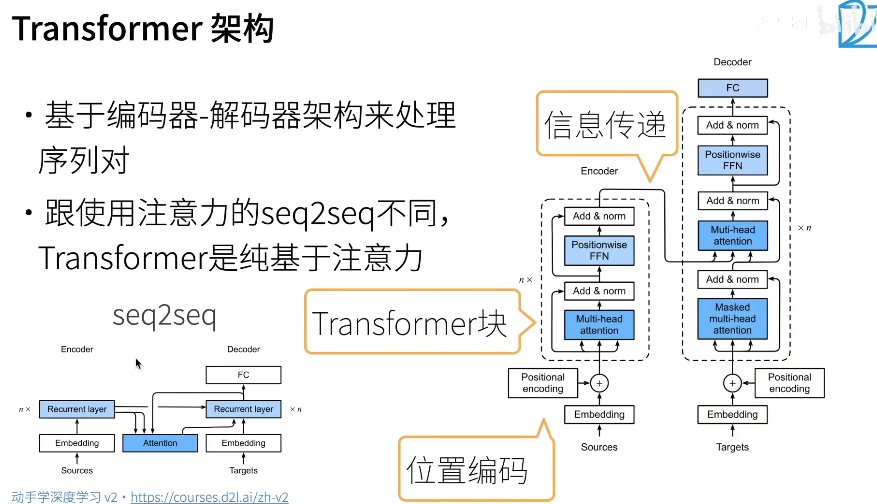 Transformer 架构
· 基于编码器-解码器架构来处理
序列对
· 跟使用注意力的seq2seq不同，
Transformer是纯基于注意力
seq2seq
Encoder
Decoder
FC
n×
Recurrent layer
Recurrent layer
×n
Embedding
Attention
Embedding
Sources
Targets
信息传递
Transformer块
位置编码
Encoder
Add & norm
Positionwise
FFN
n×
Add & norm
Multi-head
attention
Positional
encoding
+
Embedding
Sources
Decoder
FC
Add & norm
Positionwise
FFN
Add & norm
×n
Muti-head
attention
Add & norm
Masked
multi-head
attention
+
Positional
encoding
Embedding
Targets
动手学深度学习 v2 · https://courses.d2l.ai/zh-v2